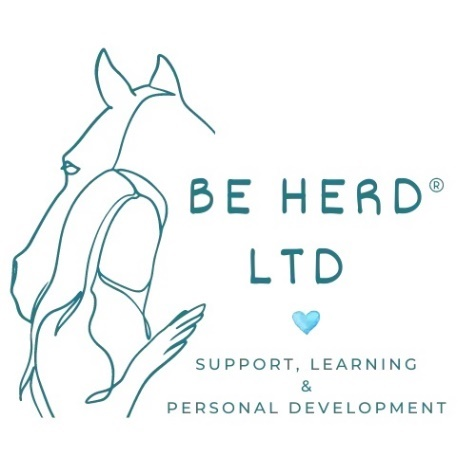 BE HERD®
LTD
SUPPORT, LEARNING
&
PERSONAL DEVELOPMENT